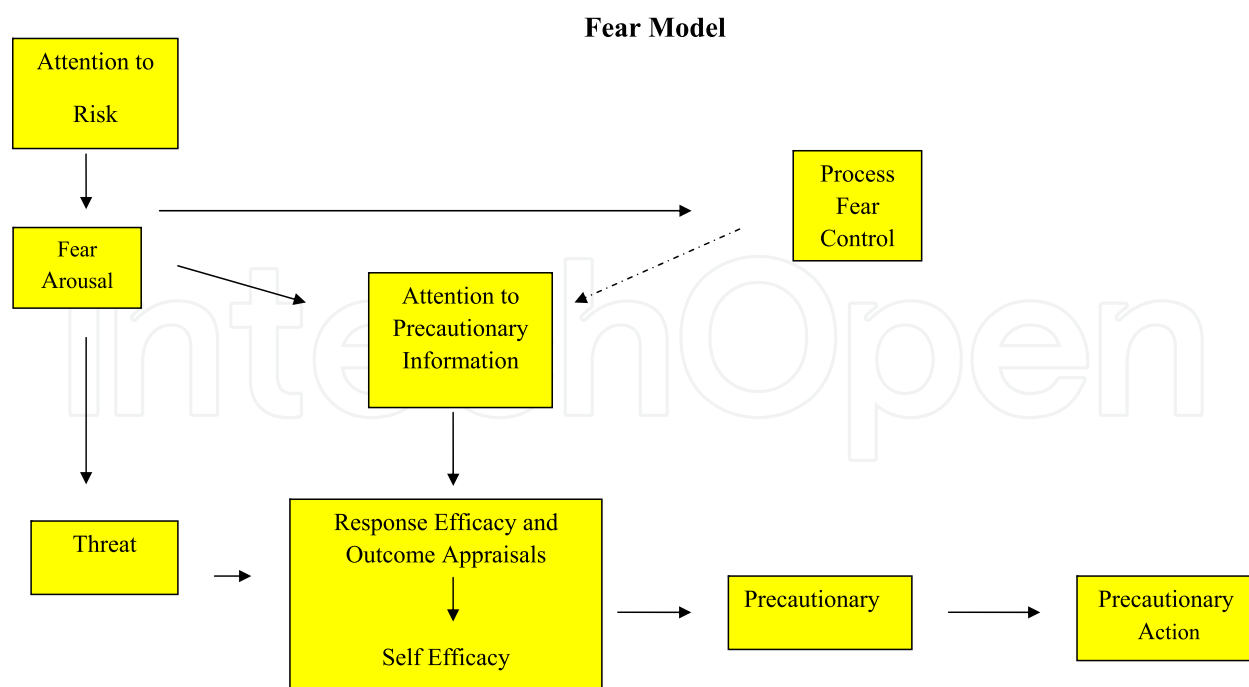 Fear Model
Attention to
Risk
Process
Fear
Control
Fear
Arousal
Attention to
Precautionary
Information
IntechOpen
Threat
Response Efficacy and
Outcome Appraisals
Self Efficacy
Precautionary
Precautionary
Action